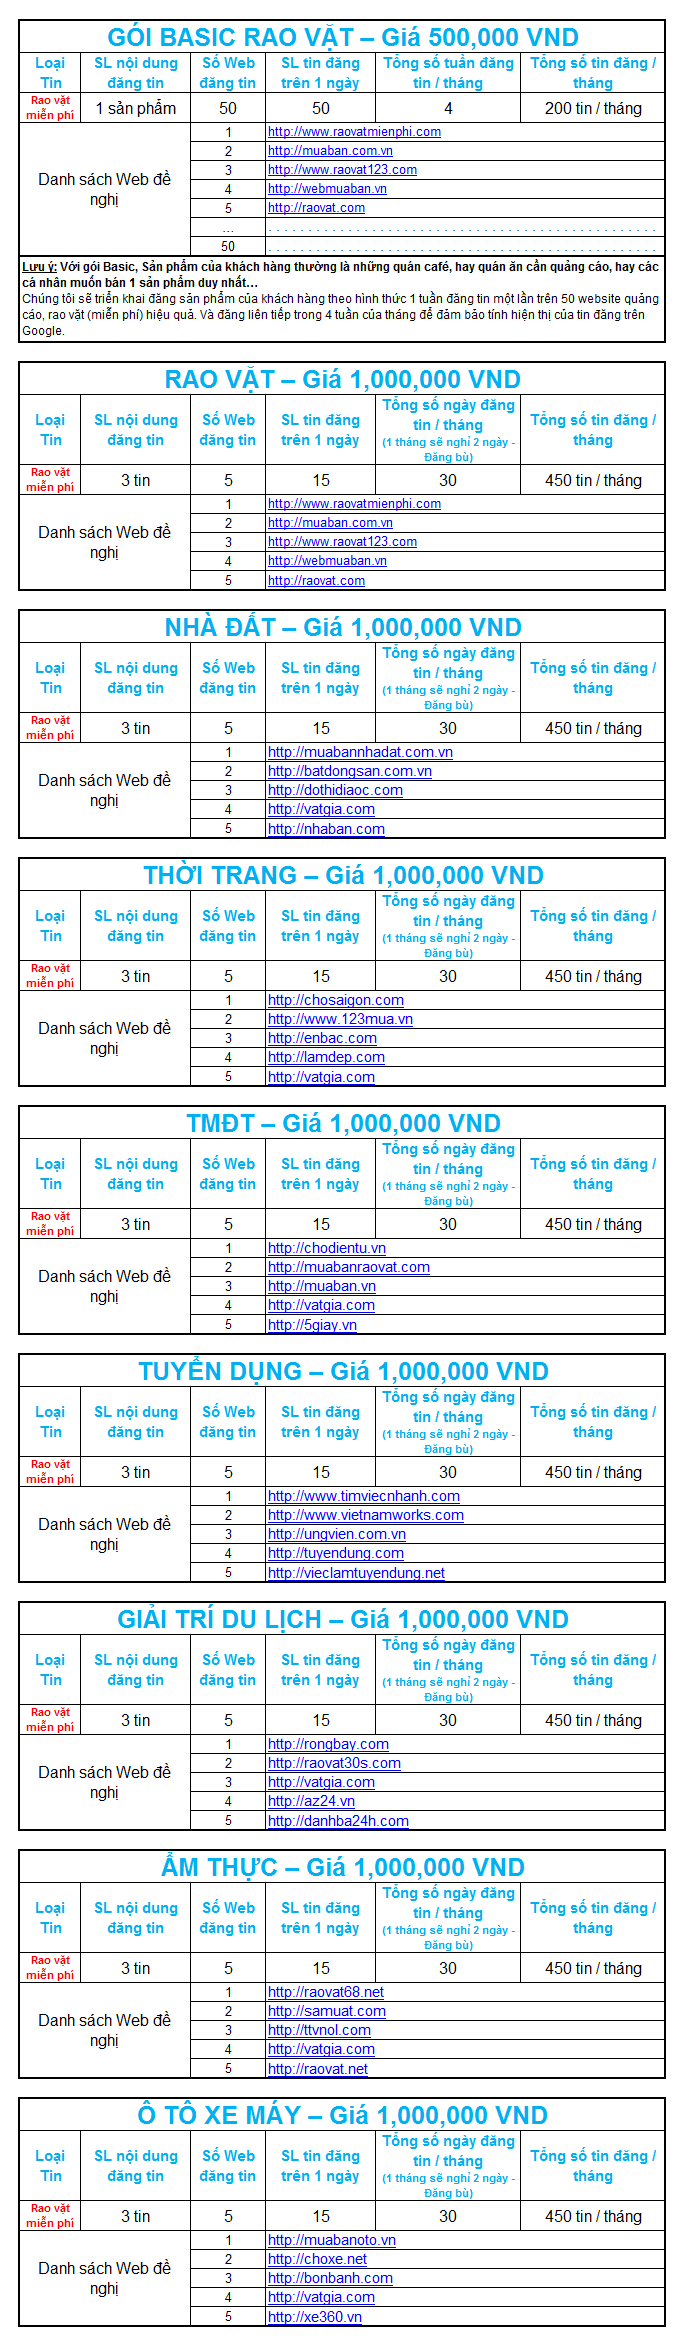 GÓI BASIC RAO VẶT – Giá 500,000 VND
Loại Tin | SL nội dung đăng tin | Số Web đăng tin | SL tin đăng trên 1 ngày | Tổng số tuần đăng tin / tháng | Tổng số tin đăng / tháng
Rao vặt miễn phí | 1 sản phẩm | 50 | 50 | 4 | 200 tin / tháng
Danh sách Web đề nghị
1 http://www.raovatmienphi.com
2 http://muaban.com.vn
3 http://www.raovat123.com
4 http://webmuaban.vn
5 http://raovat.com
... . . . . . . . . . . . . . . . . . . . . . . . . . . . . . . . . . . . . . . . . . . . . . . . . .
50 . . . . . . . . . . . . . . . . . . . . . . . . . . . . . . . . . . . . . . . . . . . . . . . . .
Lưu ý: Với gói Basic, Sản phẩm của khách hàng thường là những quán café, hay quán ăn cần quảng cáo, hay các
cá nhân muốn bán 1 sản phẩm duy nhất…
Chúng tôi sẽ triển khai đăng sản phẩm của khách hàng theo hình thức 1 tuần đăng tin một lần trên 50 website quảng
cáo, rao vặt (miễn phí) hiệu quả. Và đăng liên tiếp trong 4 tuần của tháng để đảm bảo tính hiện thị của tin đăng trên
Google.
RAO VẶT – Giá 1,000,000 VND
Loại Tin | SL nội dung đăng tin | Số Web đăng tin | SL tin đăng trên 1 ngày | Tổng số ngày đăng tin / tháng (1 tháng sẽ nghỉ 2 ngày - Đăng bù) | Tổng số tin đăng / tháng
Rao vặt miễn phí | 3 tin | 5 | 15 | 30 | 450 tin / tháng
Danh sách Web đề nghị
1 http://www.raovatmienphi.com
2 http://muaban.com.vn
3 http://www.raovat123.com
4 http://webmuaban.vn
5 http://raovat.com
NHÀ ĐẤT – Giá 1,000,000 VND
Loại Tin | SL nội dung đăng tin | Số Web đăng tin | SL tin đăng trên 1 ngày | Tổng số ngày đăng tin / tháng (1 tháng sẽ nghỉ 2 ngày - Đăng bù) | Tổng số tin đăng / tháng
Rao vặt miễn phí | 3 tin | 5 | 15 | 30 | 450 tin / tháng
Danh sách Web đề nghị
1 http://muabannhadat.com.vn
2 http://batdongsan.com.vn
3 http://dothidiaoc.com
4 http://vatgia.com
5 http://nhaban.com
THỜI TRANG – Giá 1,000,000 VND
Loại Tin | SL nội dung đăng tin | Số Web đăng tin | SL tin đăng trên 1 ngày | Tổng số ngày đăng tin / tháng (1 tháng sẽ nghỉ 2 ngày - Đăng bù) | Tổng số tin đăng / tháng
Rao vặt miễn phí | 3 tin | 5 | 15 | 30 | 450 tin / tháng
Danh sách Web đề nghị
1 http://chosaigon.com
2 http://www.123mua.vn
3 http://enbac.com
4 http://lamdep.com
5 http://vatgia.com
TMĐT – Giá 1,000,000 VND
Loại Tin | SL nội dung đăng tin | Số Web đăng tin | SL tin đăng trên 1 ngày | Tổng số ngày đăng tin / tháng (1 tháng sẽ nghỉ 2 ngày - Đăng bù) | Tổng số tin đăng / tháng
Rao vặt miễn phí | 3 tin | 5 | 15 | 30 | 450 tin / tháng
Danh sách Web đề nghị
1 http://chodientu.vn
2 http://muabanraovat.com
3 http://muaban.vn
4 http://vatgia.com
5 http://5giay.vn
TUYỂN DỤNG – Giá 1,000,000 VND
Loại Tin | SL nội dung đăng tin | Số Web đăng tin | SL tin đăng trên 1 ngày | Tổng số ngày đăng tin / tháng (1 tháng sẽ nghỉ 2 ngày - Đăng bù) | Tổng số tin đăng / tháng
Rao vặt miễn phí | 3 tin | 5 | 15 | 30 | 450 tin / tháng
Danh sách Web đề nghị
1 http://www.timviecnhanh.com
2 http://www.vietnamworks.com
3 http://ungvien.com.vn
4 http://tuyendung.com
5 http://vieclamtuyendung.net
GIẢI TRÍ DU LỊCH – Giá 1,000,000 VND
Loại Tin | SL nội dung đăng tin | Số Web đăng tin | SL tin đăng trên 1 ngày | Tổng số ngày đăng tin / tháng (1 tháng sẽ nghỉ 2 ngày - Đăng bù) | Tổng số tin đăng / tháng
Rao vặt miễn phí | 3 tin | 5 | 15 | 30 | 450 tin / tháng
Danh sách Web đề nghị
1 http://rongbay.com
2 http://raovat30s.com
3 http://vatgia.com
4 http://az24.vn
5 http://danhba24h.com
ẨM THỰC – Giá 1,000,000 VND
Loại Tin | SL nội dung đăng tin | Số Web đăng tin | SL tin đăng trên 1 ngày | Tổng số ngày đăng tin / tháng (1 tháng sẽ nghỉ 2 ngày - Đăng bù) | Tổng số tin đăng / tháng
Rao vặt miễn phí | 3 tin | 5 | 15 | 30 | 450 tin / tháng
Danh sách Web đề nghị
1 http://raovat68.net
2 http://samuat.com
3 http://ttvnol.com
4 http://vatgia.com
5 http://raovat.net
Ô TÔ XE MÁY – Giá 1,000,000 VND
Loại Tin | SL nội dung đăng tin | Số Web đăng tin | SL tin đăng trên 1 ngày | Tổng số ngày đăng tin / tháng (1 tháng sẽ nghỉ 2 ngày - Đăng bù) | Tổng số tin đăng / tháng
Rao vặt miễn phí | 3 tin | 5 | 15 | 30 | 450 tin / tháng
Danh sách Web đề nghị
1 http://muabanoto.vn
2 http://choxe.net
3 http://bonbanh.com
4 http://vatgia.com
5 http://xe360.vn